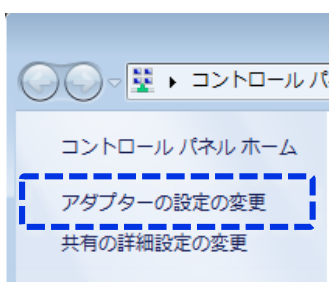 コントロール パ
コントロール パネル ホーム
アダプターの設定の変更
共有の詳細設定の変更